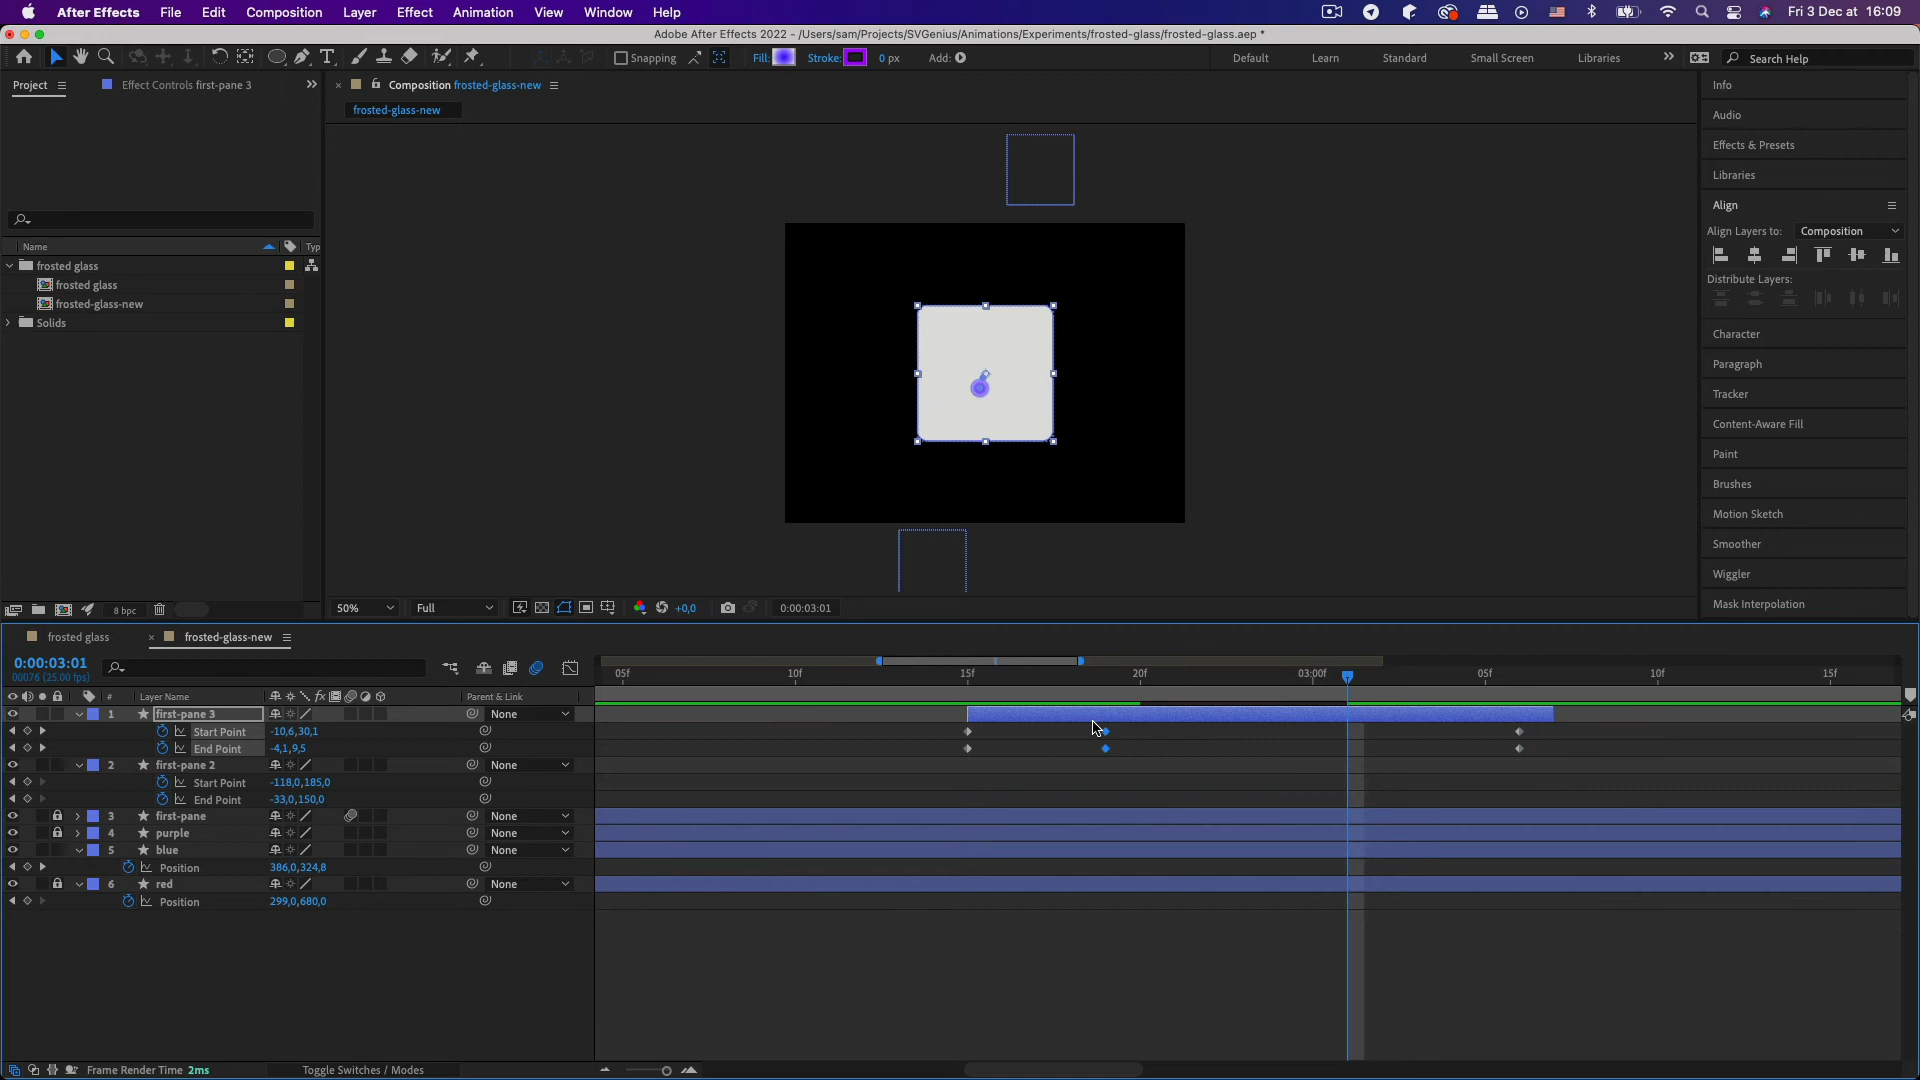 After Effects File Edit Composition Layer Effect Animation View Window Help Fri 3 Dec at 16:09
Adobe After Effects 2022 - /Users/sam/Projects/SVGenius/Animations/Experiments/frosted-glass/frosted-glass.aep *
Snapping Fill: Stroke: 0 px Add: Default Learn Standard Small Screen Libraries Search Help
Project Effect Controls first-pane 3 Composition frosted-glass-new Info
frosted-glass-new
Audio
Effects & Presets
Libraries
Align
Align Layers to: Composition
Name Typ
frosted glass
frosted glass
Distribute Layers:
frosted-glass-new
Solids
Character
Paragraph
Tracker
Content-Aware Fill
Paint
Brushes
Motion Sketch
Smoother
Wiggler
Mask Interpolation
8 bpc 50% Full +0,0 0:00:03:01
frosted glass frosted-glass-new
0:00:03:01
00076 (25.00 fps)
05f 10f 15f 20f 03:00f 05f 10f 15f
# Layer Name fx Parent & Link
1 first-pane 3 None
Start Point -10,6,30,1
End Point -4,1,9,5
2 first-pane 2 None
Start Point -118,0,185,0
End Point -33,0,150,0
3 first-pane None
4 purple None
5 blue None
Position 386,0,324,8
6 red None
Position 299,0,680,0
Frame Render Time 2ms Toggle Switches / Modes